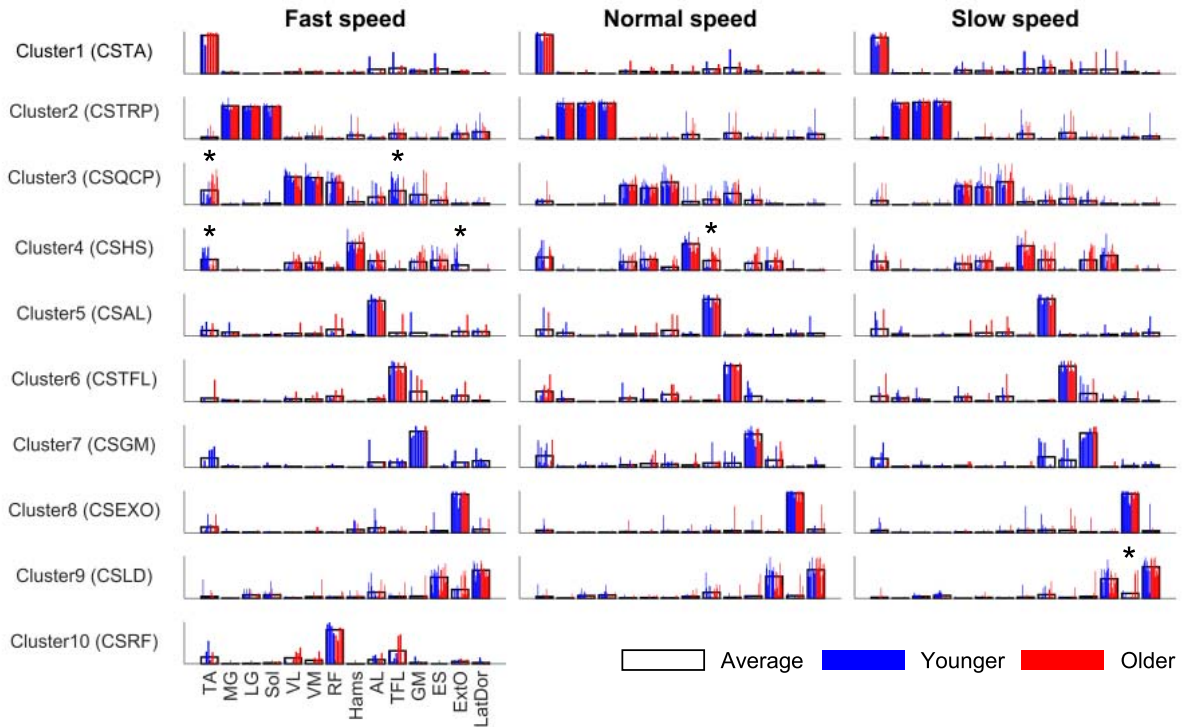 Fast speed Normal speed Slow speed
Cluster1 (CSTA)
Cluster2 (CSTRP)
* *
Cluster3 (CSQCP)
* * *
Cluster4 (CSHS)
Cluster5 (CSAL)
Cluster6 (CSTFL)
Cluster7 (CSGM)
Cluster8 (CSEXO)
*
Cluster9 (CSLD)
Cluster10 (CSRF)
Average Younger Older
TA
MG
LG
Sol
VL
VM
RF
Hams
AL
TFL
GM
ES
ExtO
LatDor